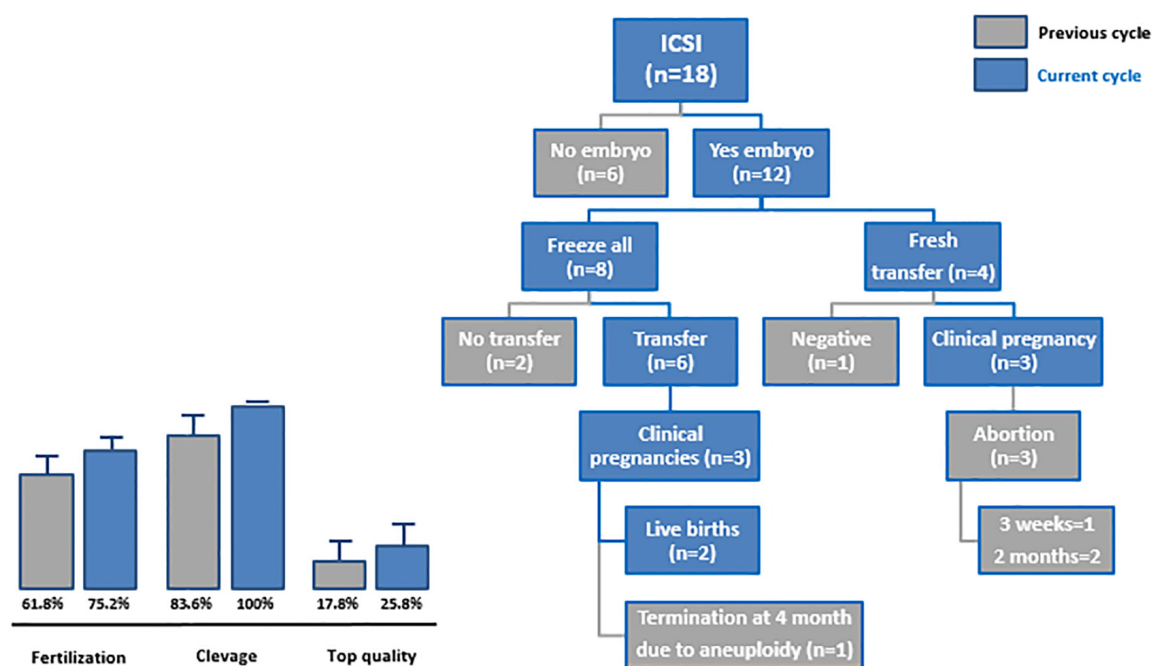 ICSI
(n=18)
Previous cycle
Current cycle
No embryo
(n=6)
Yes embryo
(n=12)
Freeze all
(n=8)
Fresh
transfer (n=4)
No transfer
(n=2)
Transfer
(n=6)
Negative
(n=1)
Clinical pregnancy
(n=3)
Clinical
pregnancies (n=3)
Abortion
(n=3)
Live births
(n=2)
3 weeks=1
2 months=2
Termination at 4 month
due to aneuploidy (n=1)
61.8% 75.2% 83.6% 100% 17.8% 25.8%
Fertilization Clevage Top quality